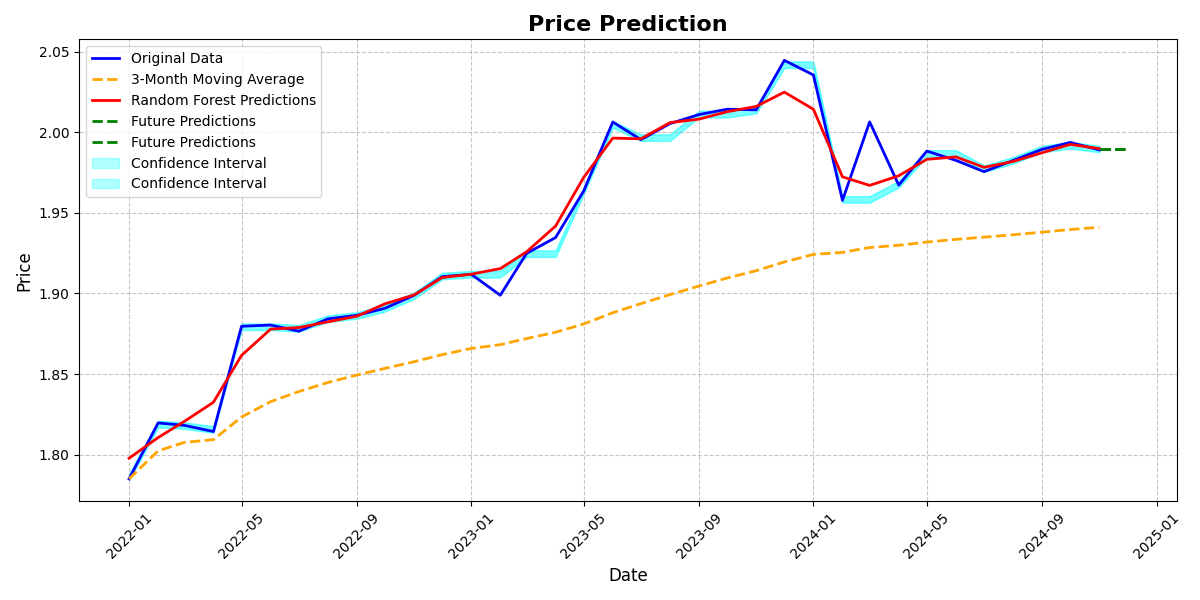 Price Prediction
Original Data
3-Month Moving Average
Random Forest Predictions
Future Predictions
Future Predictions
Confidence Interval
Confidence Interval
2.05
2.00
1.95
1.90
1.85
1.80
Price
2022-01
2022-05
2022-09
2023-01
2023-05
2023-09
2024-01
2024-05
2024-09
2025-01
Date